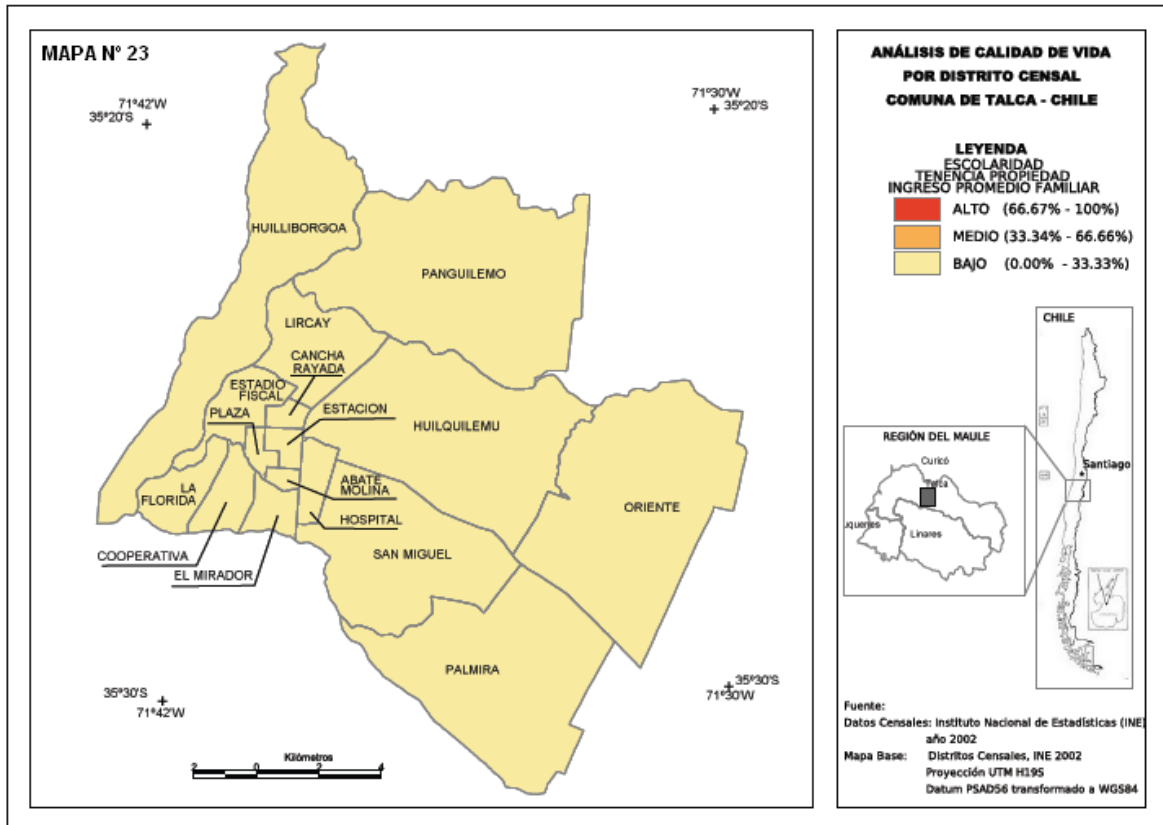 MAPA N° 23
71°42'W
35°20'S
71°30'W
35°20'S
HUILLIBORGOA
PANGUILEMO
LIRCAY
CANCHA
RAYADA
ESTADIO
FISCAL
PLAZA
ESTACION
HUILQUILEMU
LA
FLORIDA
ABATE
MOLINA
HOSPITAL
ORIENTE
COOPERATIVA
EL MIRADOR
SAN MIGUEL
PALMIRA
35°30'S
71°42'W
35°30'S
71°30'W
Kilómetros
2 0 2 4
ANÁLISIS DE CALIDAD DE VIDA
POR DISTRITO CENSAL
COMUNA DE TALCA - CHILE
LEYENDA
ESCOLARIDAD
TENENCIA PROPIEDAD
INGRESO PROMEDIO FAMILIAR
ALTO (66.67% - 100%)
MEDIO (33.34% - 66.66%)
BAJO (0.00% - 33.33%)
CHILE
Santiago
REGIÓN DEL MAULE
Curicó
Talca
uquenes
Linares
Fuente:
Datos Censales: Instituto Nacional de Estadísticas (INE)
año 2002
Mapa Base: Distritos Censales, INE 2002
Proyección UTM H19S
Datum PSAD56 transformado a WGS84